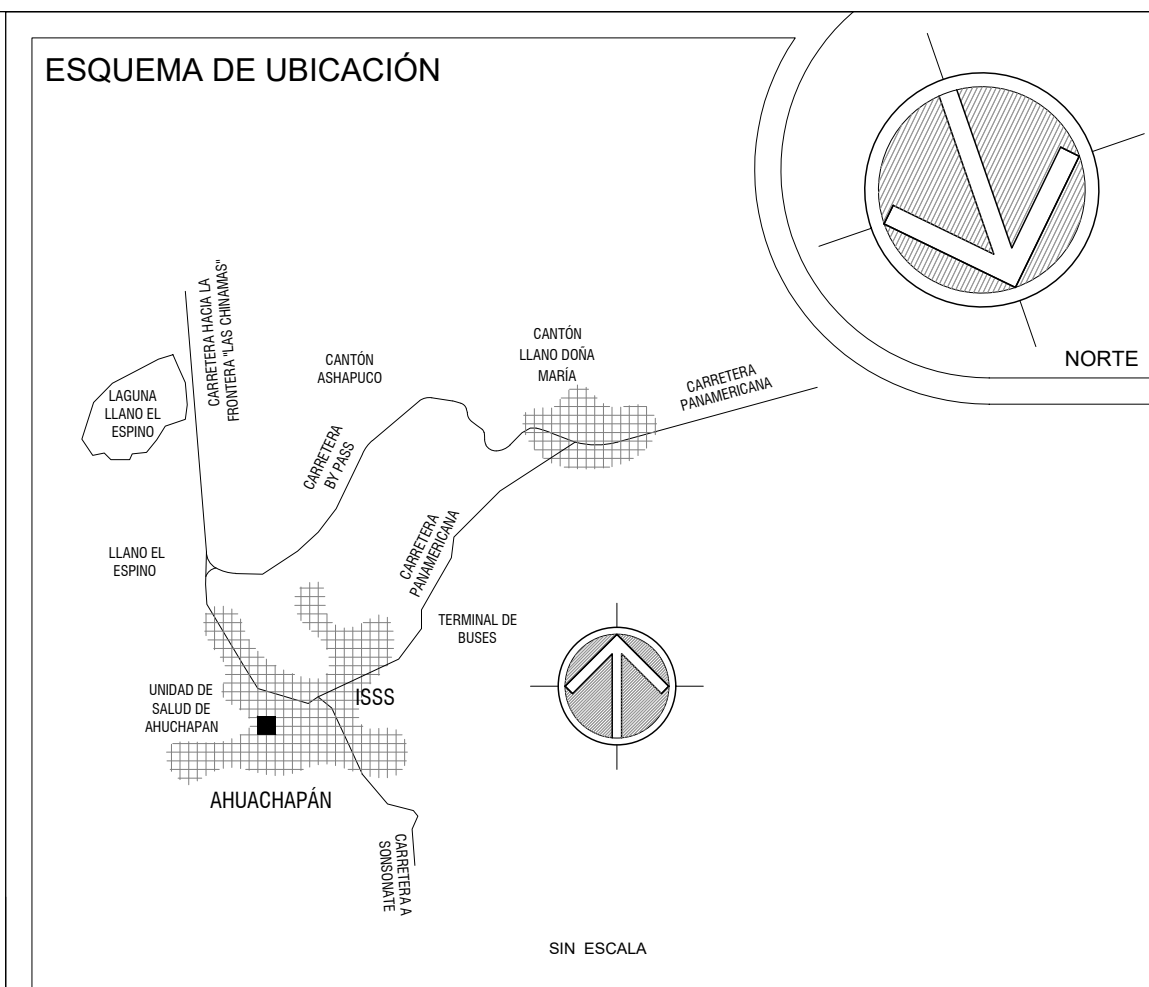 ESQUEMA DE UBICACIÓN
NORTE
CARRETERA HACIA LA
FRONTERA "LAS CHINAMAS"
LAGUNA
LLANO EL
ESPINO
CANTÓN
ASHAPUCO
CANTÓN
LLANO DOÑA
MARÍA
CARRETERA
PANAMERICANA
CARRETERA
BY PASS
CARRETERA
PANAMERICANA
LLANO EL
ESPINO
TERMINAL DE
BUSES
UNIDAD DE
SALUD DE
AHUCHAPAN
ISSS
AHUACHAPÁN
CARRETERA A
SONSONATE
SIN ESCALA